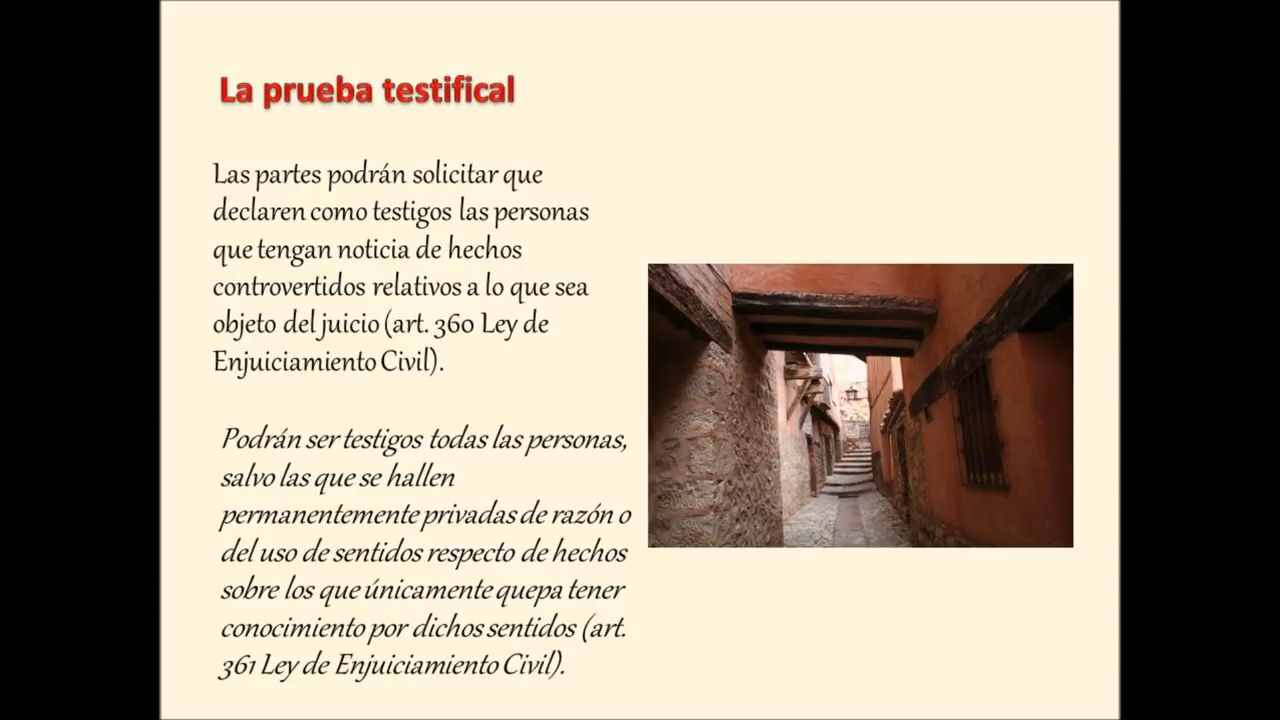 La prueba testifical
Las partes podrán solicitar que
declaren como testigos las personas
que tengan noticia de hechos
controvertidos relativos a lo que sea
objeto del juicio (art. 360 Ley de
Enjuiciamiento Civil).
Podrán ser testigos todas las personas,
salvo las que se hallen
permanentemente privadas de razón o
del uso de sentidos respecto de hechos
sobre los que únicamente quepa tener
conocimiento por dichos sentidos (art.
361 Ley de Enjuiciamiento Civil).